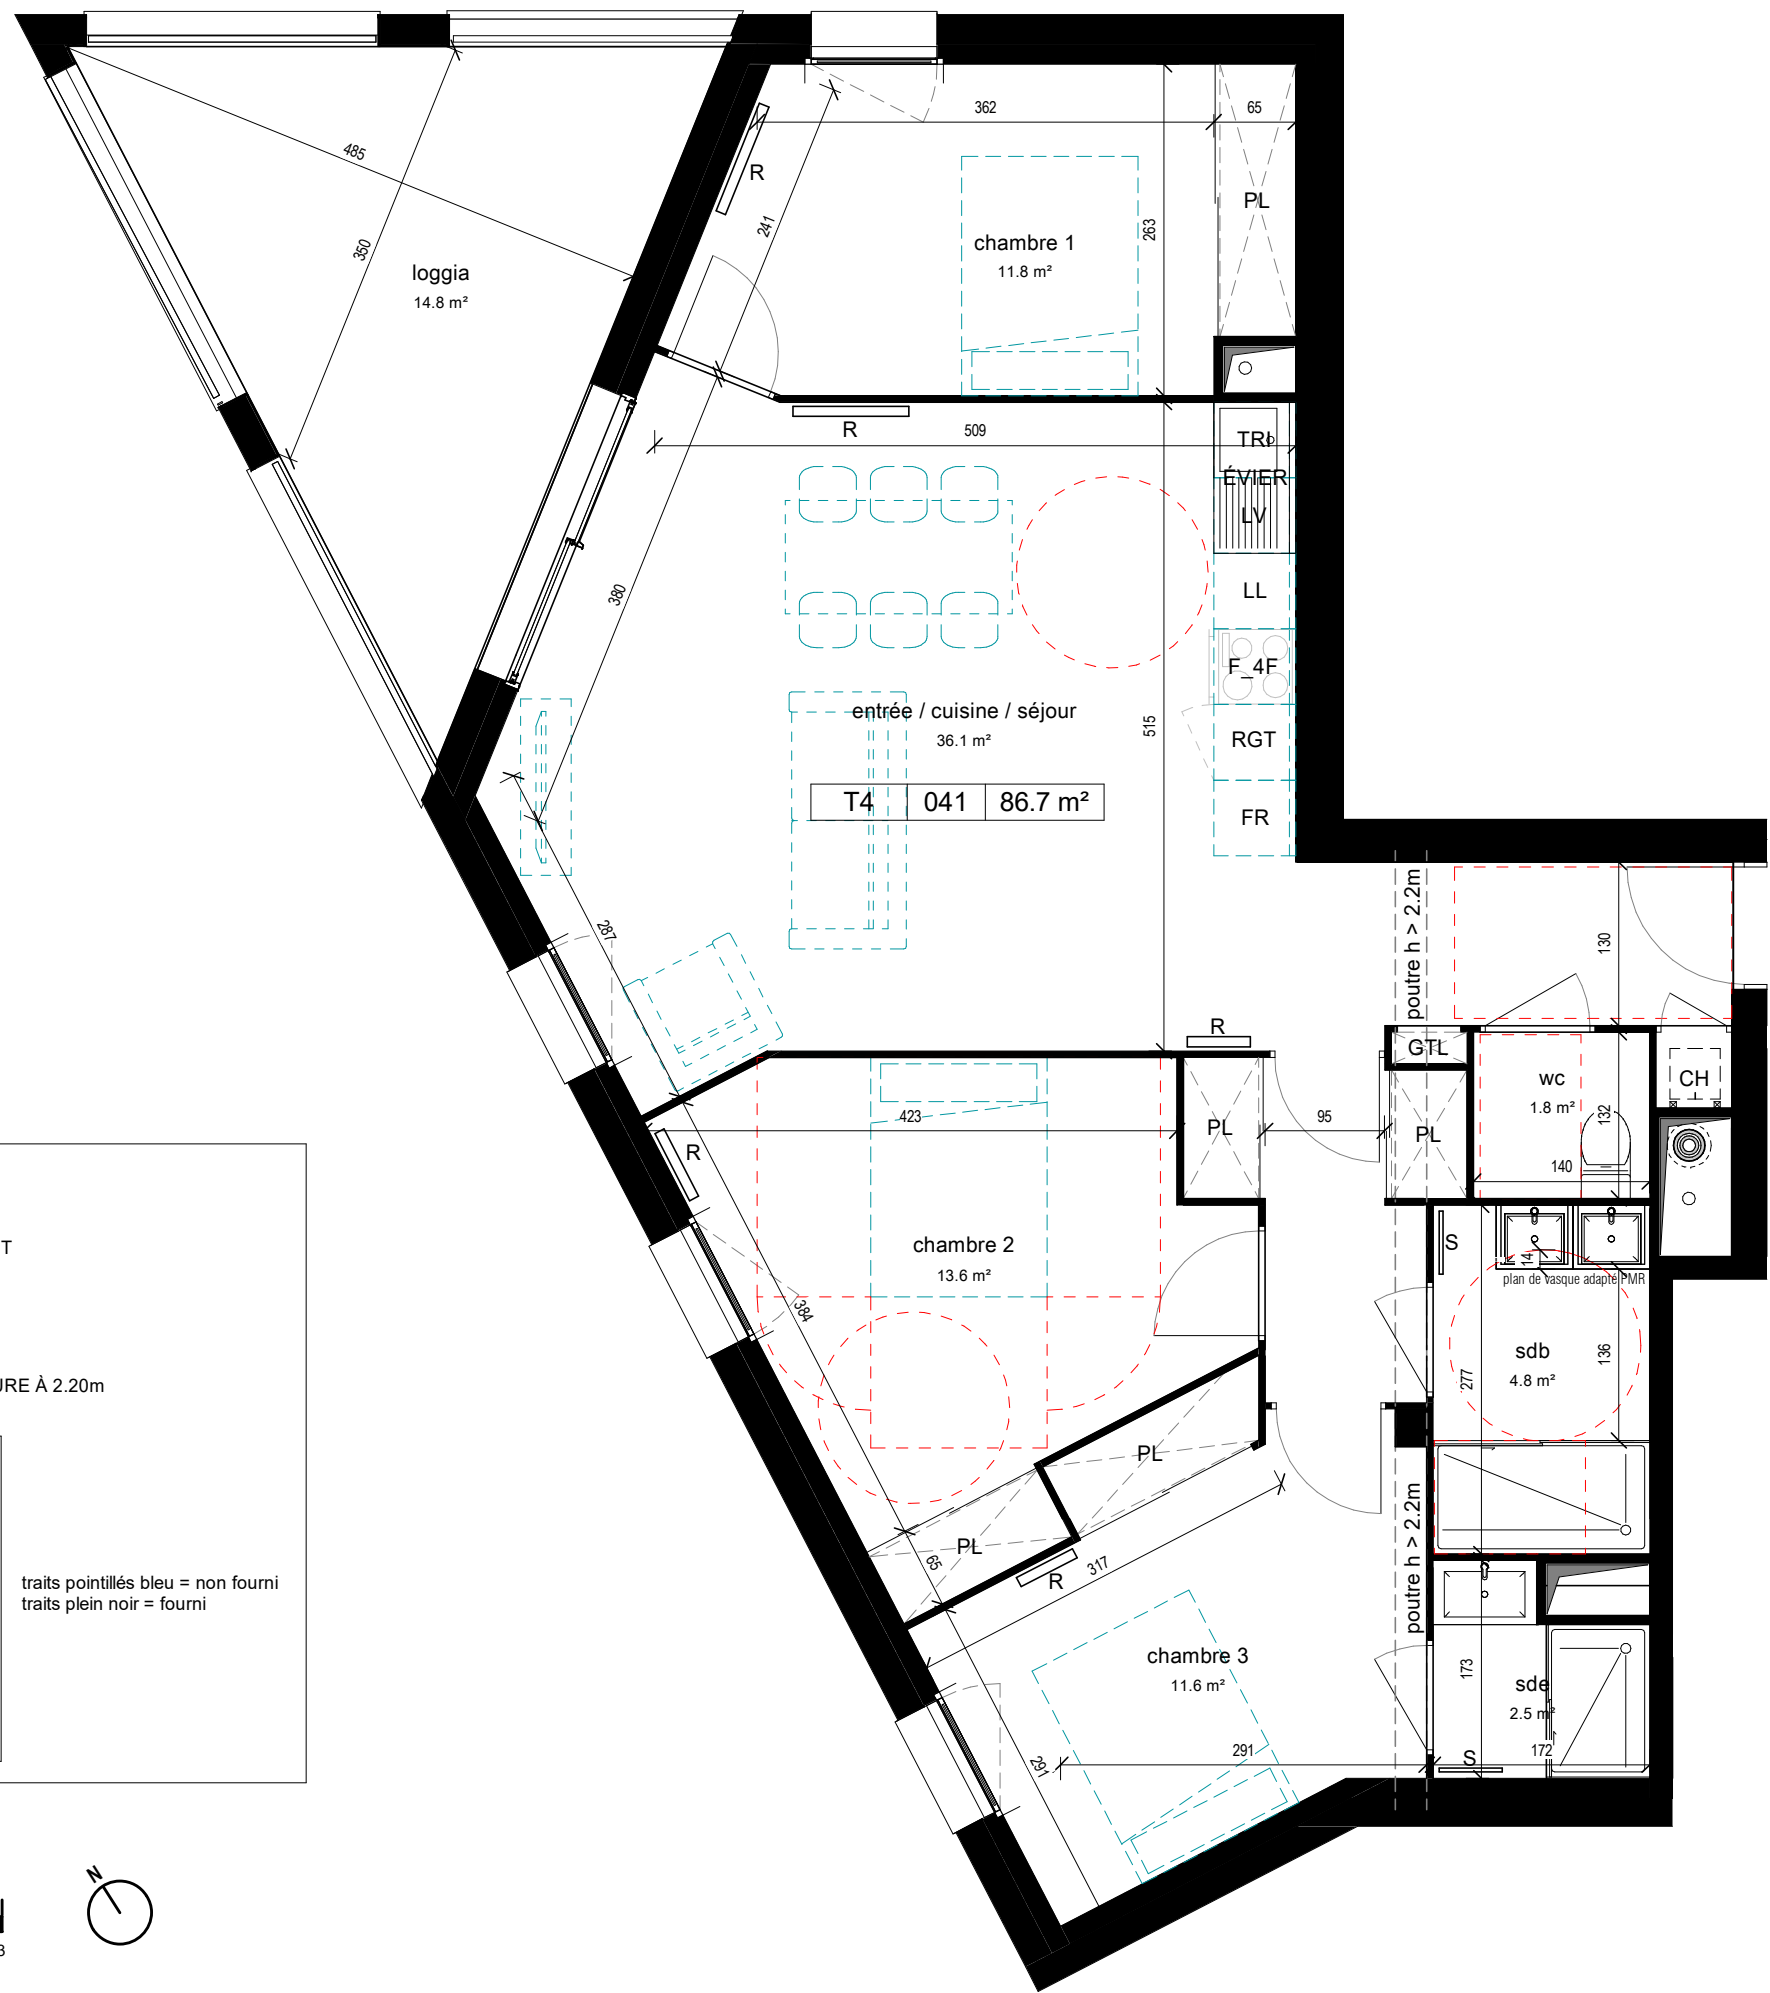 362
65
485
R
PL
241
263
350
chambre 1
11.8 m²
loggia
14.8 m²
R
509
TRI
ÉVIER
LV
LL
380
F_4F
entrée / cuisine / séjour
36.1 m²
515
RGT
T4 041 86.7 m²
FR
287
poutre h > 2.2m
130
R
GTL
wc
1.8 m²
CH
132
423
PL
95
PL
R
140
T
chambre 2
13.6 m²
S
14
plan de vasque adapté PMR
384
sdb
4.8 m²
136
277
URE À 2.20m
PL
PL
65
317
R
poutre h > 2.2m
traits pointillés bleu = non fourni
traits plein noir = fourni
chambre 3
11.6 m²
173
sde
2.5 m²
291
291
172
S
N
3